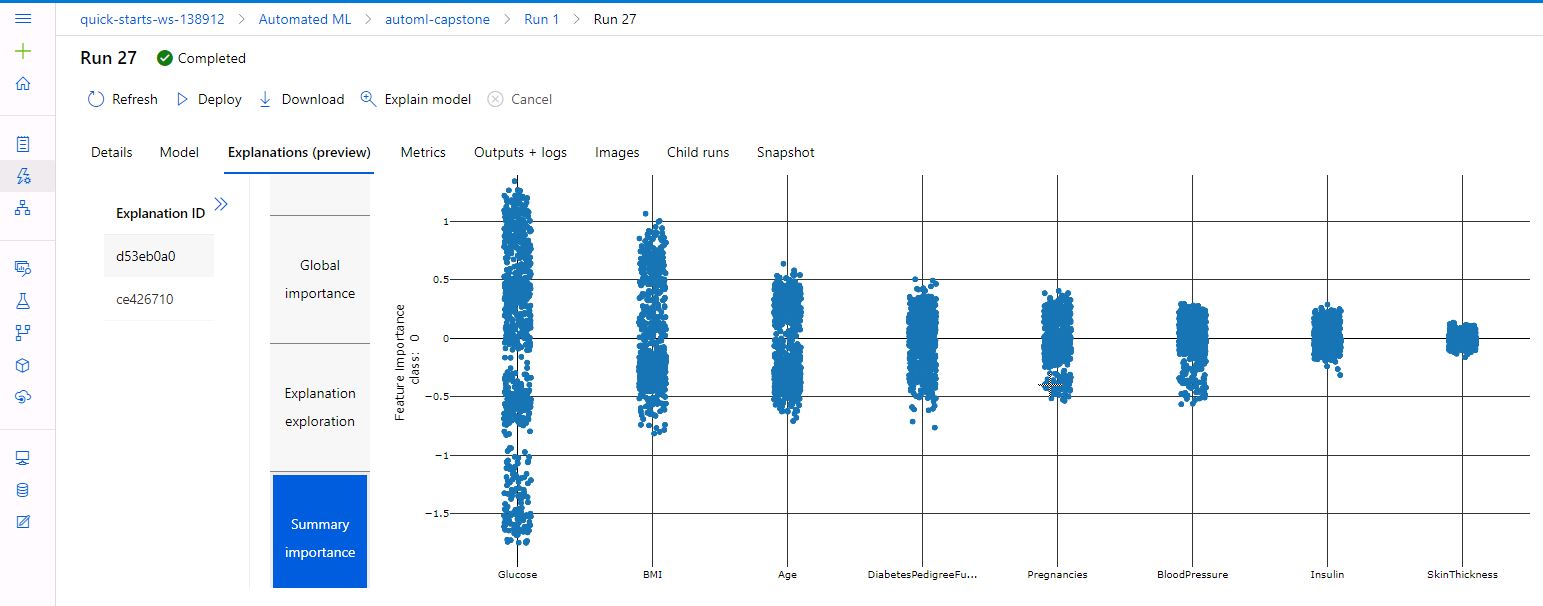 quick-starts-ws-138912 > Automated ML > automl-capstone > Run 1 > Run 27
Run 27 Completed
Refresh Deploy Download Explain model Cancel
Details Model Explanations (preview) Metrics Outputs + logs Images Child runs Snapshot
Explanation ID
d53eb0a0
ce426710
Global
importance
Explanation
exploration
Summary
importance
Feature Importance
class: 0
1
0.5
0
−0.5
−1
−1.5
Glucose BMI Age DiabetesPedigreeFu... Pregnancies BloodPressure Insulin SkinThickness